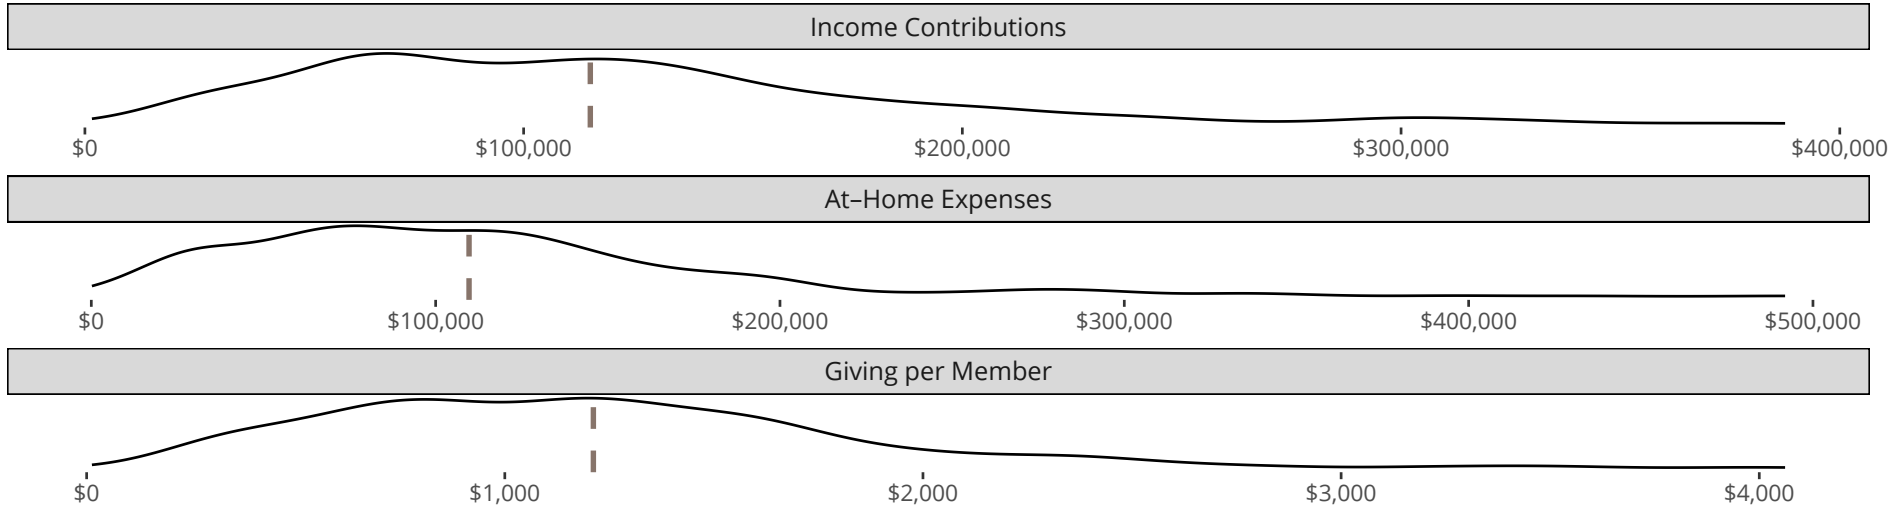 Income Contributions
$0 $100,000 $200,000 $300,000 $400,000
At–Home Expenses
$0 $100,000 $200,000 $300,000 $400,000 $500,000
Giving per Member
$0 $1,000 $2,000 $3,000 $4,000